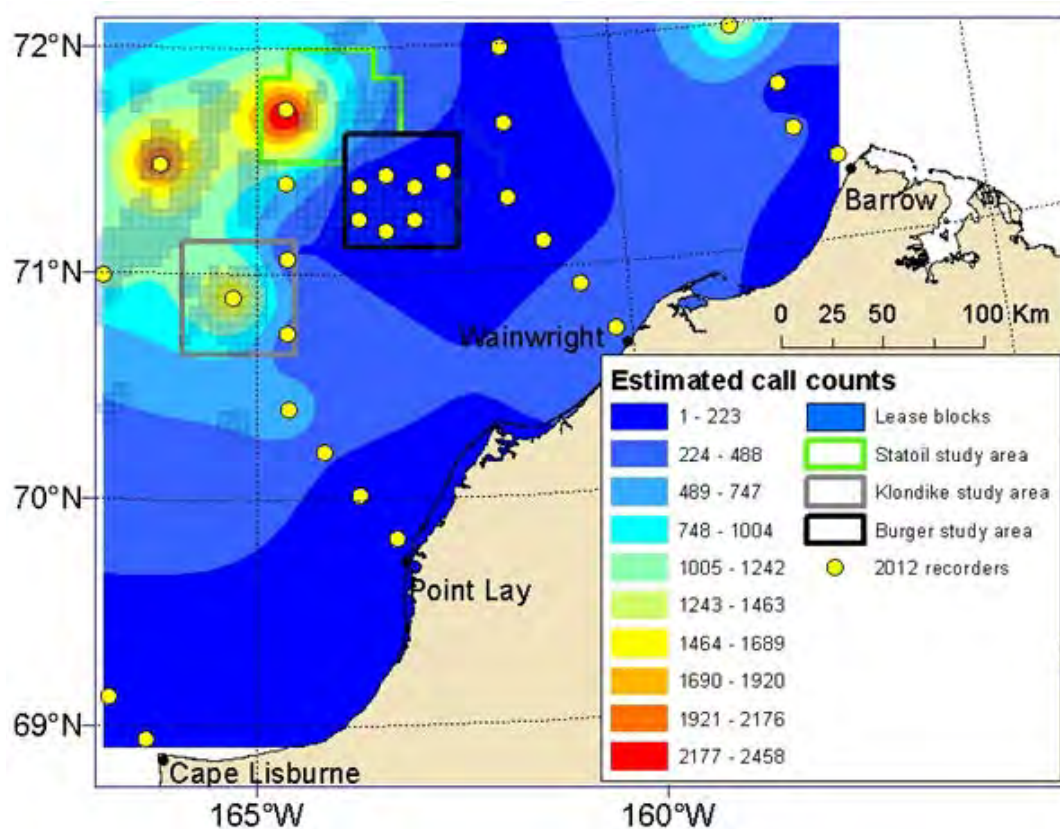 72°N
71°N
70°N
69°N
165°W
160°W
Barrow
Wainwright
Point Lay
Cape Lisburne
0 25 50 100 Km
Estimated call counts
1 - 223
224 - 488
489 - 747
748 - 1004
1005 - 1242
1243 - 1463
1464 - 1689
1690 - 1920
1921 - 2176
2177 - 2458
Lease blocks
Statoil study area
Klondike study area
Burger study area
2012 recorders